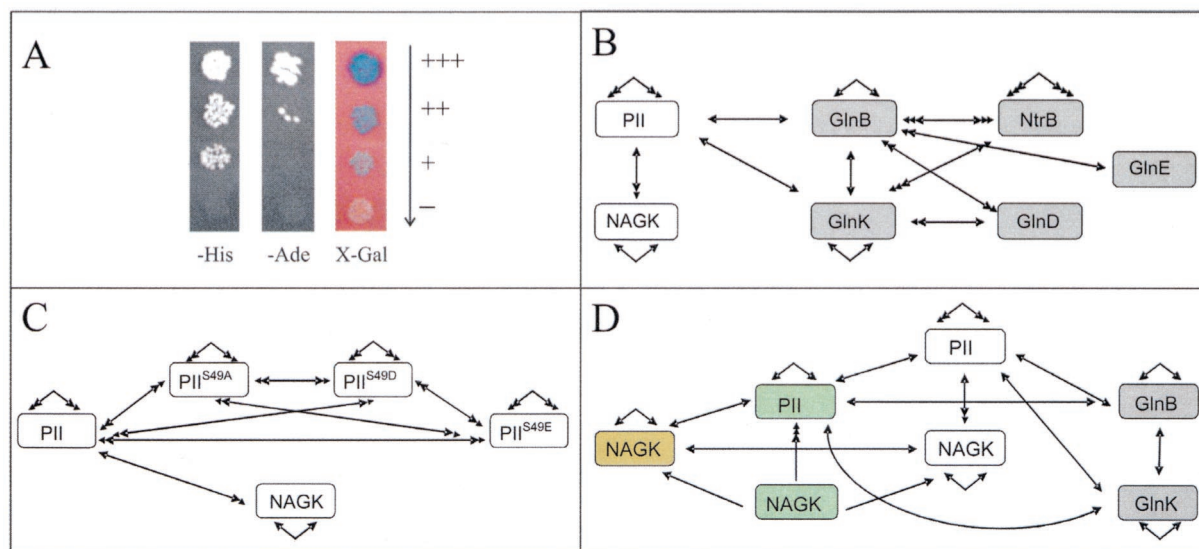 A
+++
++
+
−
-His -Ade X-Gal
B
PII GlnB NtrB
GlnE
NAGK GlnK GlnD
C
PII^S49A PII^S49D
PII PII^S49E
NAGK
D
PII
PII GlnB
NAGK NAGK
NAGK GlnK